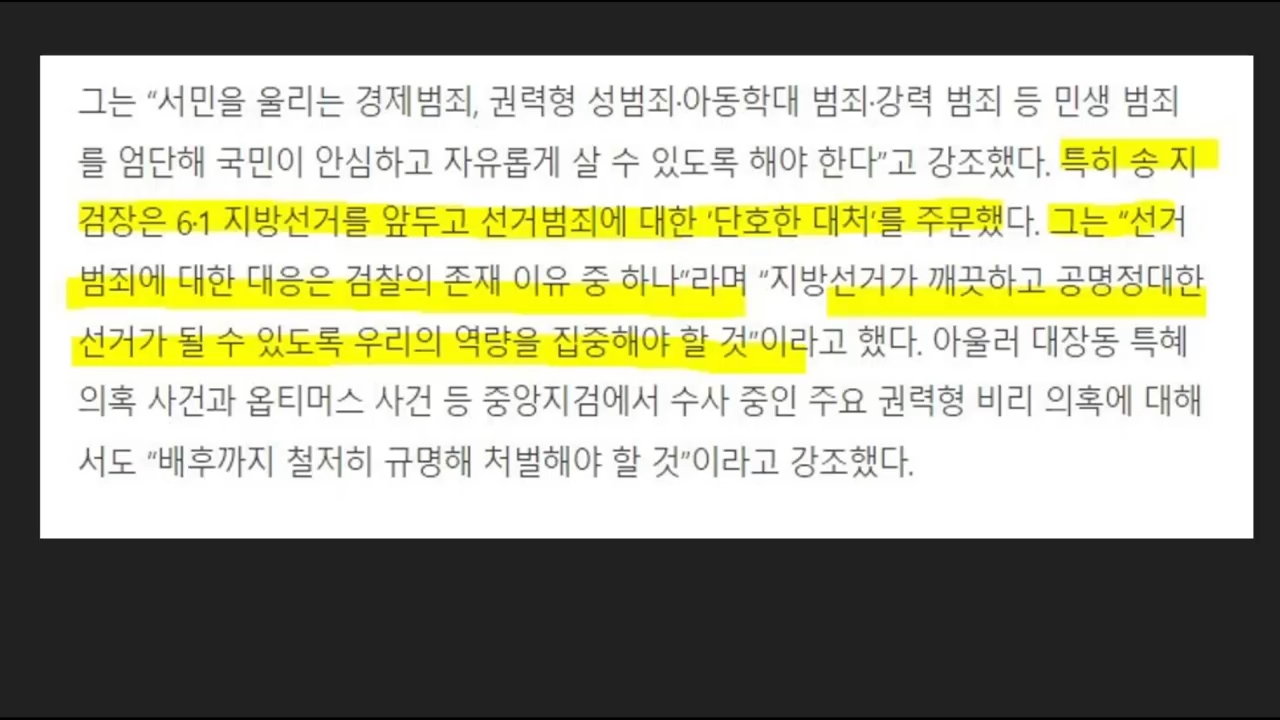 그는 “서민을 울리는 경제범죄, 권력형 성범죄·아동학대 범죄·강력 범죄 등 민생 범죄
를 엄단해 국민이 안심하고 자유롭게 살 수 있도록 해야 한다”고 강조했다. 특히 송 지
검장은 6·1 지방선거를 앞두고 선거범죄에 대한 ‘단호한 대처’를 주문했다. 그는 “선거
범죄에 대한 대응은 검찰의 존재 이유 중 하나”라며 “지방선거가 깨끗하고 공명정대한
선거가 될 수 있도록 우리의 역량을 집중해야 할 것”이라고 했다. 아울러 대장동 특혜
의혹 사건과 옵티머스 사건 등 중앙지검에서 수사 중인 주요 권력형 비리 의혹에 대해
서도 “배후까지 철저히 규명해 처벌해야 할 것”이라고 강조했다.